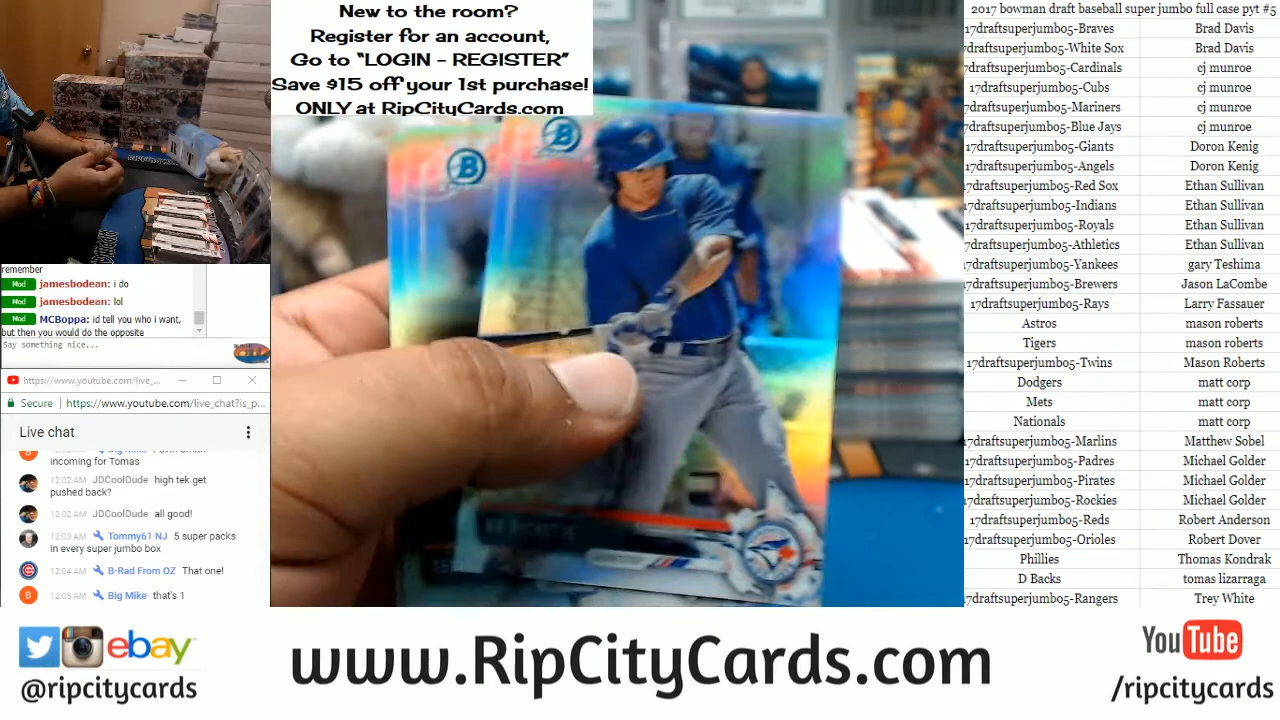 New to the room?
Register for an account,
Go to "LOGIN - REGISTER"
Save $15 off your 1st purchase!
ONLY at RipCityCards.com
2017 bowman draft baseball super jumbo full case pyt #5
17draftsuperjumbo5-Braves Brad Davis
17draftsuperjumbo5-White Sox Brad Davis
17draftsuperjumbo5-Cardinals cj munroe
17draftsuperjumbo5-Cubs cj munroe
17draftsuperjumbo5-Mariners cj munroe
17draftsuperjumbo5-Blue Jays cj munroe
17draftsuperjumbo5-Giants Doron Kenig
17draftsuperjumbo5-Angels Doron Kenig
17draftsuperjumbo5-Red Sox Ethan Sullivan
17draftsuperjumbo5-Indians Ethan Sullivan
17draftsuperjumbo5-Royals Ethan Sullivan
17draftsuperjumbo5-Athletics Ethan Sullivan
17draftsuperjumbo5-Yankees gary Teshima
17draftsuperjumbo5-Brewers Jason LaCombe
17draftsuperjumbo5-Rays Larry Fassauer
Astros mason roberts
Tigers mason roberts
17draftsuperjumbo5-Twins Mason Roberts
Dodgers matt corp
Mets matt corp
Nationals matt corp
17draftsuperjumbo5-Marlins Matthew Sobel
17draftsuperjumbo5-Padres Michael Golder
17draftsuperjumbo5-Pirates Michael Golder
17draftsuperjumbo5-Rockies Michael Golder
17draftsuperjumbo5-Reds Robert Anderson
17draftsuperjumbo5-Orioles Robert Dover
Phillies Thomas Kondrak
D Backs tomas lizarraga
17draftsuperjumbo5-Rangers Trey White
remember
Mod jamesbodean: i do
Mod jamesbodean: lol
Mod MCBoppa: id tell you who i want,
but then you would do the opposite
Say something nice...
https://www.youtube.com/live_...
Secure https://www.youtube.com/live_chat?is_p...
Live chat
incoming for Tomas
12:02 AM JDCoolDude high tek get
pushed back?
12:02 AM JDCoolDude all good!
12:03 AM Tommy61 NJ 5 super packs
in every super jumbo box
12:04 AM B-Rad From OZ That one!
12:05 AM Big Mike that's 1
B
B
ebay
@ripcitycards
www.RipCityCards.com
YouTube
/ripcitycards